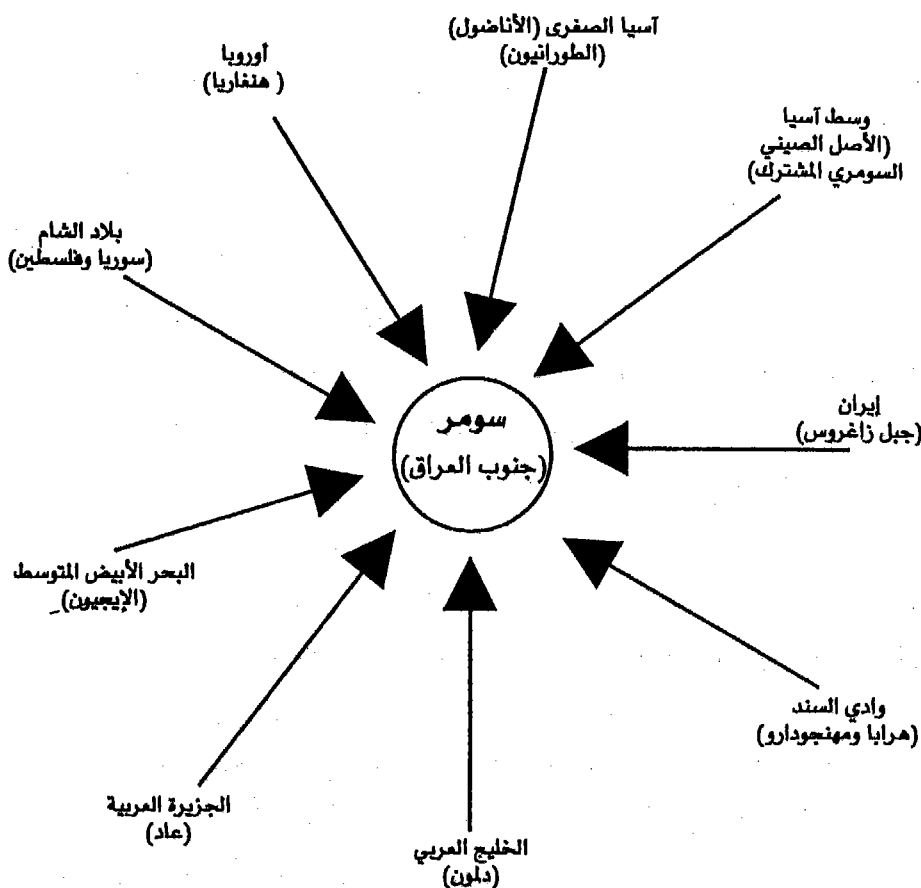 آسيا الصغرى (الأناضول)
(الطورانيون)
أوروبا
(هنغاريا)
وسط آسيا
(الأصل الصيني
السومري المشترك)
بلاد الشام
(سوريا وفلسطين)
إيران
(جبل زاغروس)
سومر
(جنوب العراق)
البحر الأبيض المتوسط
(الإيجيون)
وادي السند
(هرابا ومهنجودارو)
الجزيرة العربية
(عاد)
الخليج العربي
(دلمون)